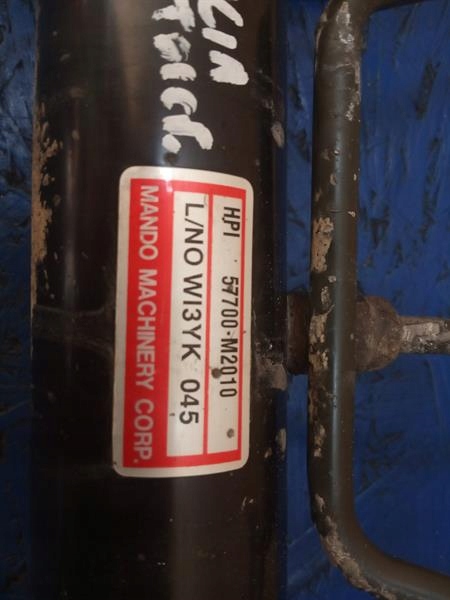 HPI 57700-M2010
L/NO WI3YK 045
MANDO MACHINERY CORP.